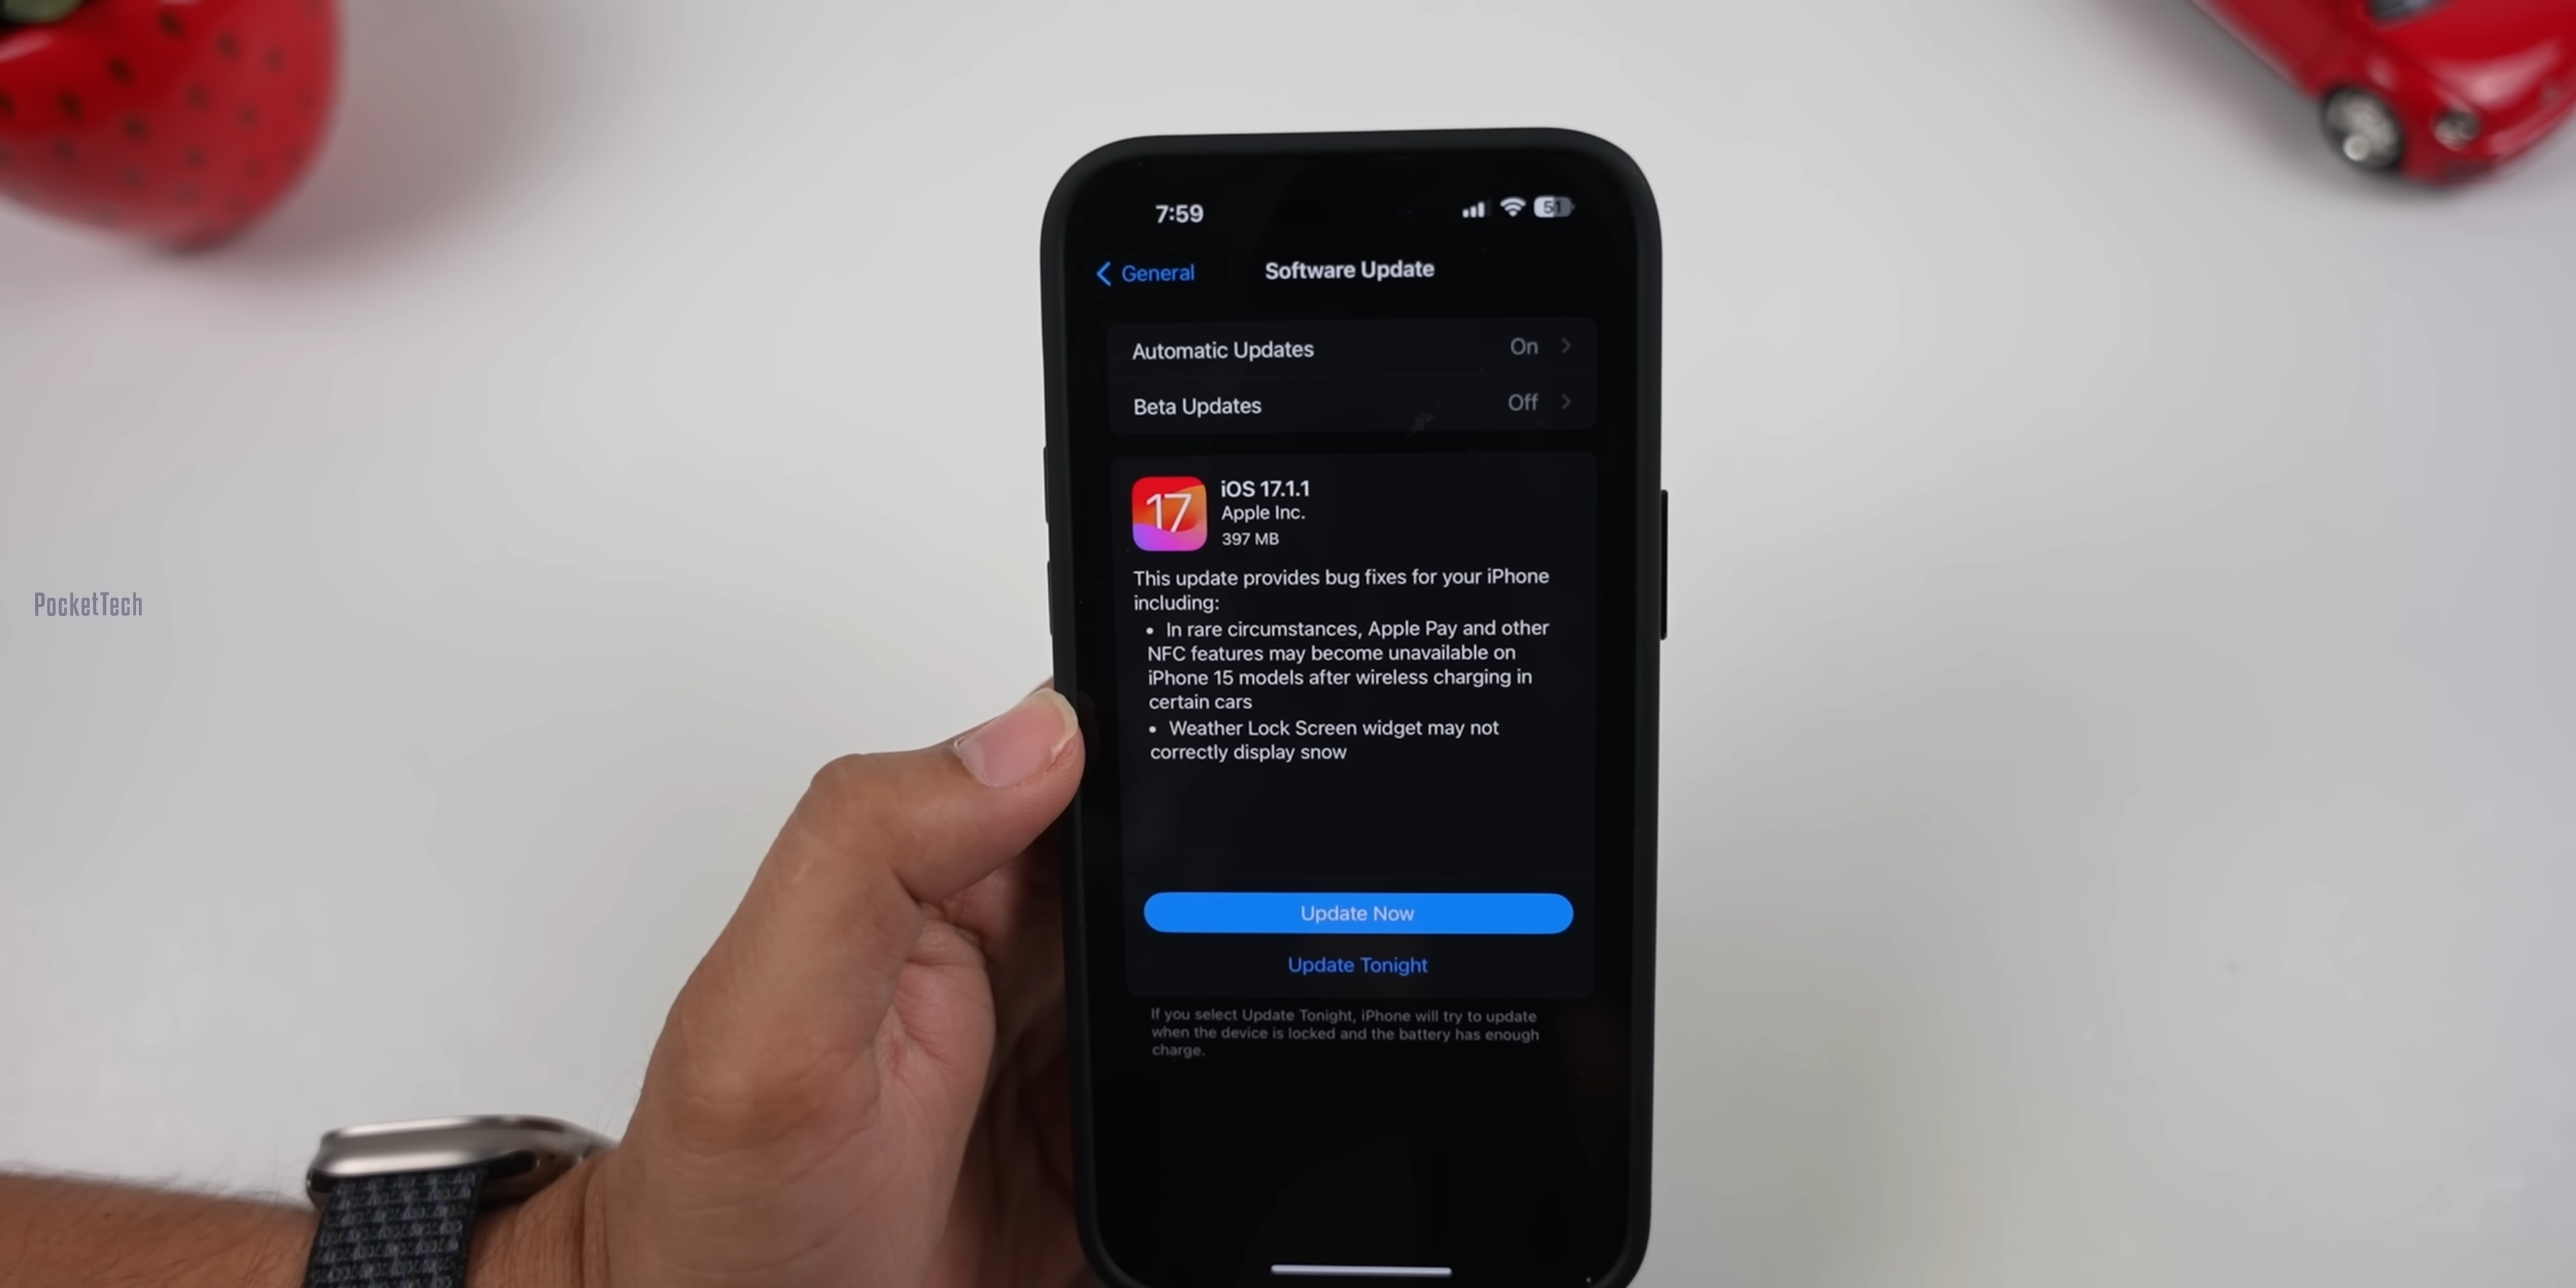 7:59
51
General
Software Update
Automatic Updates
On
Beta Updates
Off
17
iOS 17.1.1
Apple Inc.
397 MB
This update provides bug fixes for your iPhone
including:
• In rare circumstances, Apple Pay and other
NFC features may become unavailable on
iPhone 15 models after wireless charging in
certain cars
• Weather Lock Screen widget may not
correctly display snow
PocketTech
Update Now
Update Tonight
If you select Update Tonight, iPhone will try to update
when the device is locked and the battery has enough
charge.